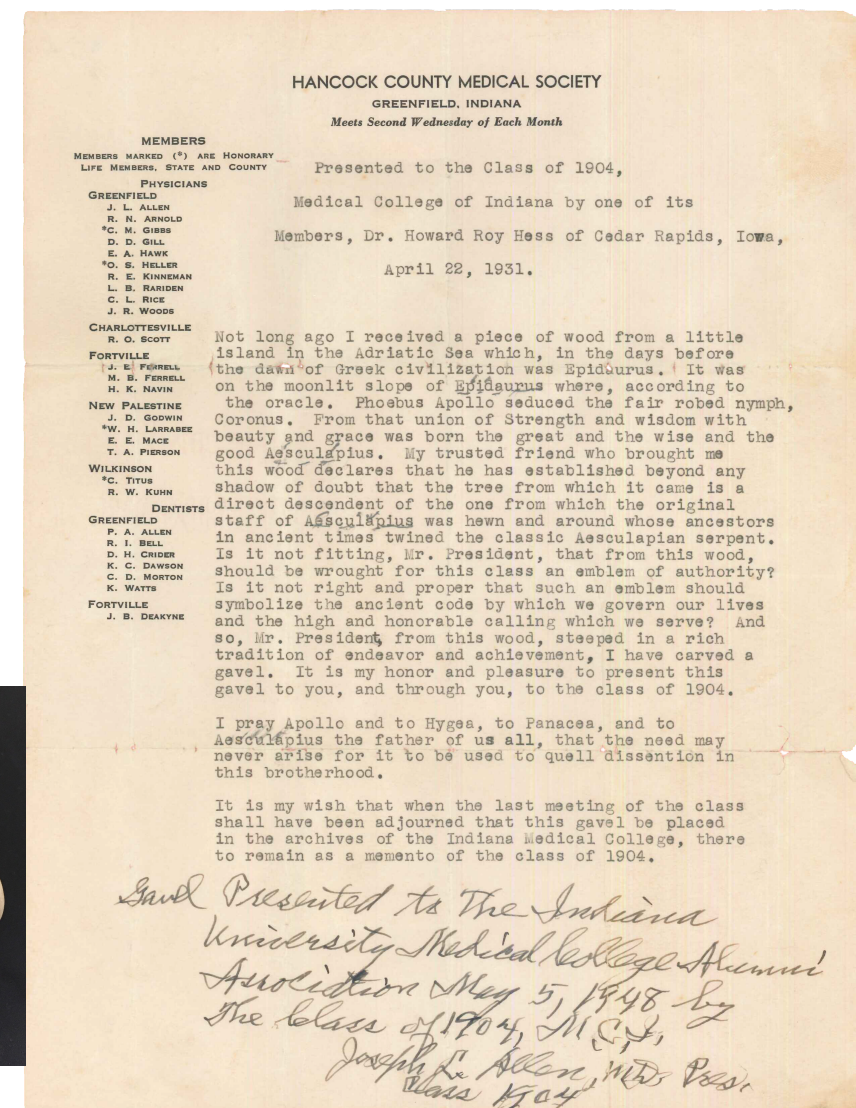 HANCOCK COUNTY MEDICAL SOCIETY
GREENFIELD, INDIANA
Meets Second Wednesday of Each Month
MEMBERS
MEMBERS MARKED (*) ARE HONORARY
LIFE MEMBERS, STATE AND COUNTY
PHYSICIANS
GREENFIELD
J. L. ALLEN
R. N. ARNOLD
*C. M. GIBBS
D. D. GILL
E. A. HAWK
*O. S. HELLER
R. E. KINNEMAN
L. B. RARIDEN
C. L. RICE
J. R. WOODS
CHARLOTTESVILLE
R. O. SCOTT
FORTVILLE
J. E. FERRELL
M. B. FERRELL
H. K. NAVIN
NEW PALESTINE
J. D. GODWIN
*W. H. LARRABEE
E. E. MACE
T. A. PIERSON
WILKINSON
*C. TITUS
R. W. KUHN
DENTISTS
GREENFIELD
P. A. ALLEN
R. I. BELL
D. H. CRIDER
K. C. DAWSON
C. D. MORTON
K. WATTS
FORTVILLE
J. B. DEAKYNE
Presented to the Class of 1904,
Medical College of Indiana by one of its
Members, Dr. Howard Roy Hess of Cedar Rapids, Iowa,
April 22, 1931.
Not long ago I received a piece of wood from a little
island in the Adriatic Sea which, in the days before
the dawn of Greek civilization was Epidaurus. It was
on the moonlit slope of Epidaurus where, according to
the oracle. Phoebus Apollo seduced the fair robed nymph,
Coronus. From that union of Strength and wisdom with
beauty and grace was born the great and the wise and the
good Aesculapius. My trusted friend who brought me
this wood declares that he has established beyond any
shadow of doubt that the tree from which it came is a
direct descendent of the one from which the original
staff of Aesculapius was hewn and around whose ancestors
in ancient times twined the classic Aesculapian serpent.
Is it not fitting, Mr. President, that from this wood,
should be wrought for this class an emblem of authority?
Is it not right and proper that such an emblem should
symbolize the ancient code by which we govern our lives
and the high and honorable calling which we serve? And
so, Mr. President, from this wood, steeped in a rich
tradition of endeavor and achievement, I have carved a
gavel. It is my honor and pleasure to present this
gavel to you, and through you, to the class of 1904.
I pray Apollo and to Hygea, to Panacea, and to
Aesculapius the father of us all, that the need may
never arise for it to be used to quell dissention in
this brotherhood.
It is my wish that when the last meeting of the class
shall have been adjourned that this gavel be placed
in the archives of the Indiana Medical College, there
to remain as a memento of the class of 1904.
Gavel Presented to The Indiana
University Medical College Alumni
Association May 5, 1948 by
The Class of 1904, M.C.I.
Joseph L. Allen, M.D. Pres.
Class 1904